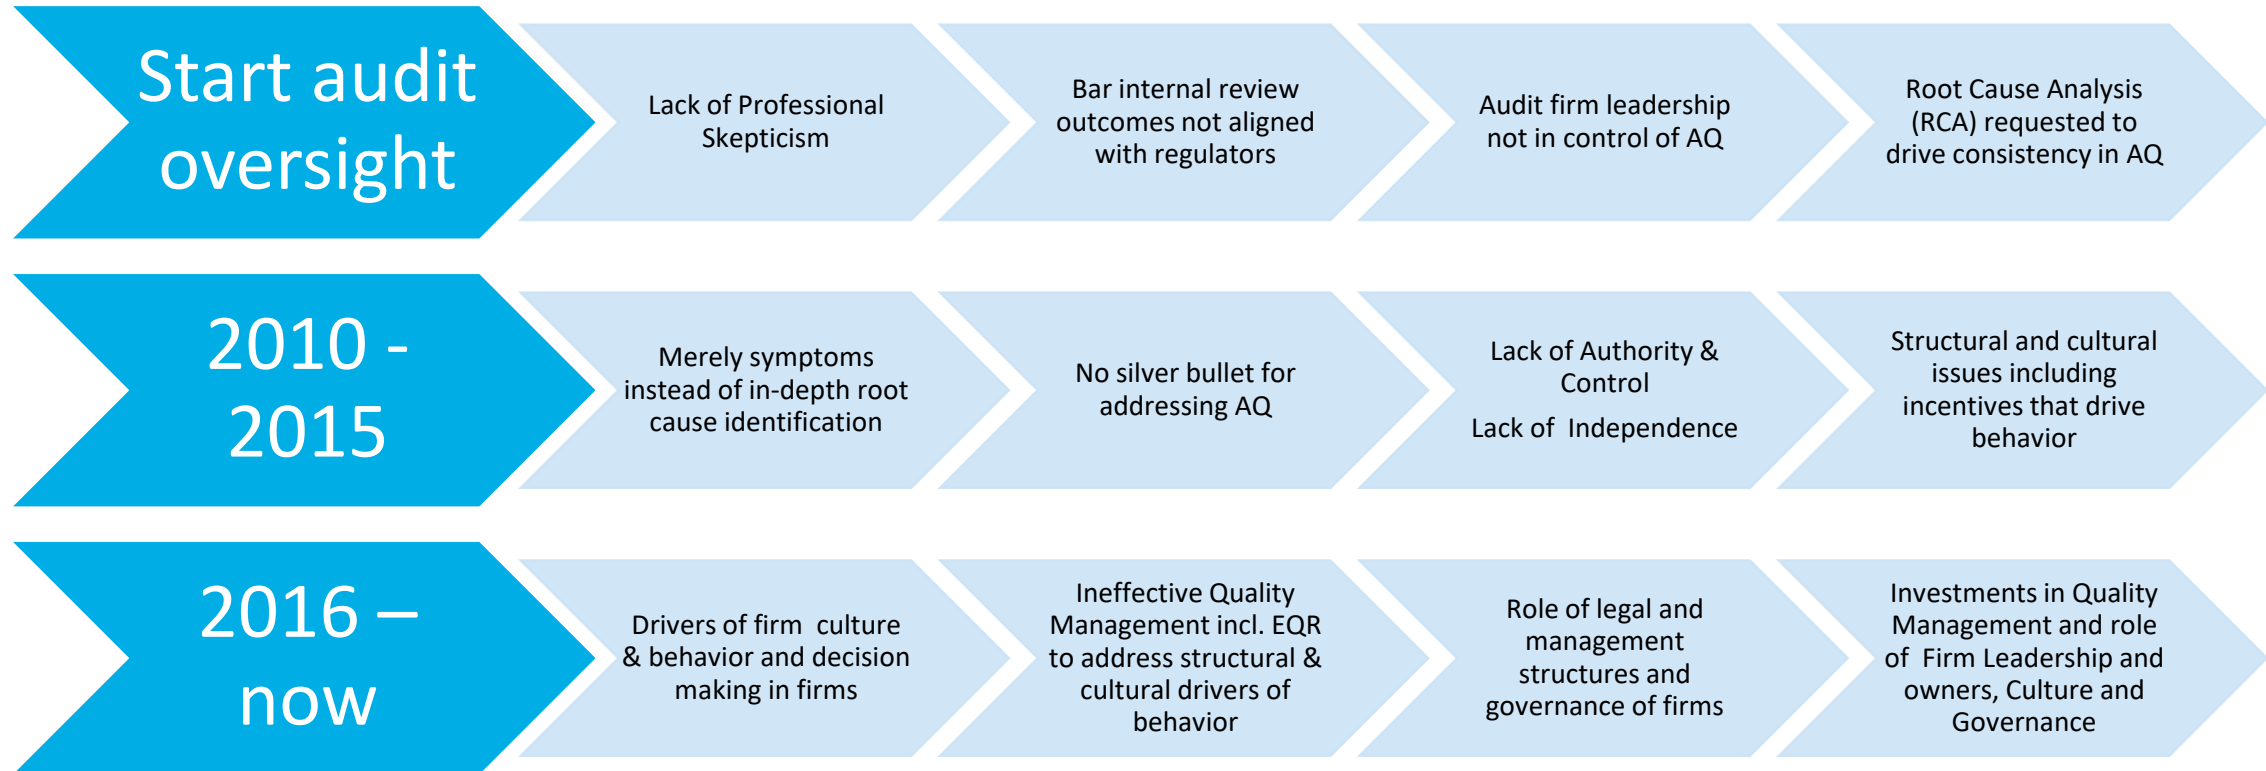 Start audit
oversight
Lack of Professional
Skepticism
Bar internal review
outcomes not aligned
with regulators
Audit firm leadership
not in control of AQ
Root Cause Analysis
(RCA) requested to
drive consistency in AQ
2010 -
2015
Merely symptoms
instead of in-depth root
cause identification
No silver bullet for
addressing AQ
Lack of Authority &
Control
Lack of  Independence
Structural and cultural
issues including
incentives that drive
behavior
2016 –
now
Drivers of firm  culture
& behavior and decision
making in firms
Ineffective Quality
Management incl. EQR
to address structural &
cultural drivers of
behavior
Role of legal and
management
structures and
governance of firms
Investments in Quality
Management and role
of  Firm Leadership and
owners, Culture and
Governance